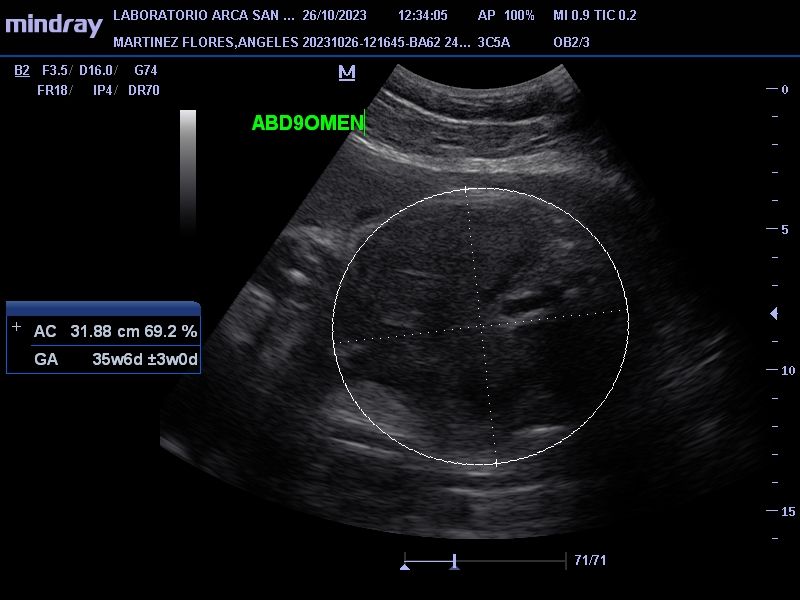 mindray
LABORATORIO ARCA SAN ... 26/10/2023 12:34:05 AP 100% MI 0.9 TIC 0.2
MARTINEZ FLORES,ANGELES 20231026-121645-BA62 24... 3C5A OB2/3
B2 F3.5/ D16.0/ G74
FR18/ IP4/ DR70
M
ABD9OMEN
0
5
10
15
+ AC 31.88 cm 69.2 %
GA 35w6d ±3w0d
71/71